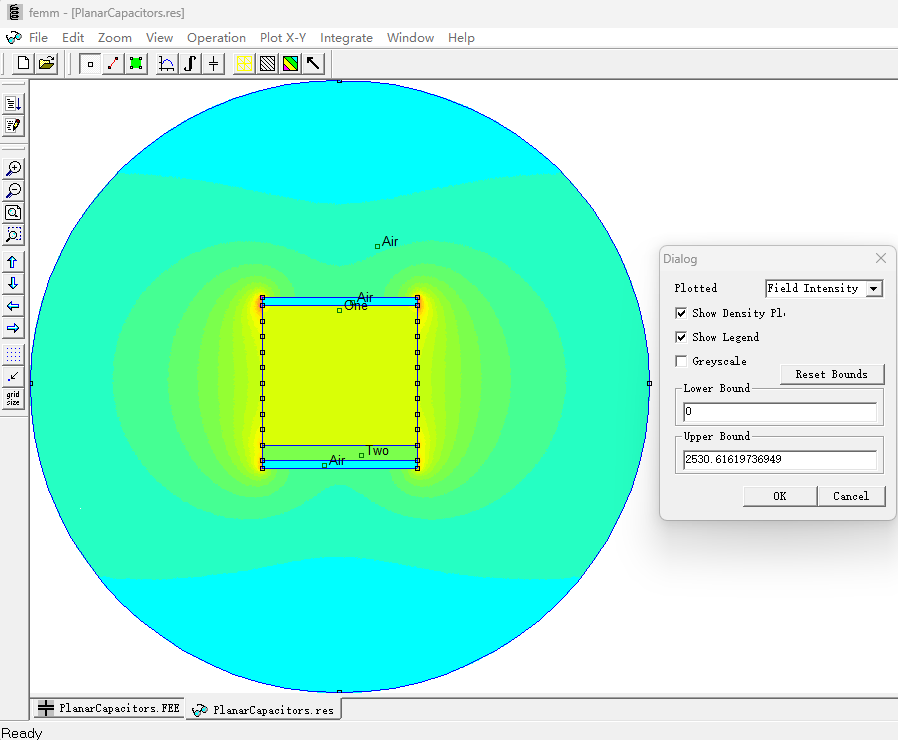 femm - [PlanarCapacitors.res]
File Edit Zoom View Operation Plot X-Y Integrate Window Help
Air
Dialog
Plotted Field Intensity
Show Density Pl
Show Legend
Greyscale
Reset Bounds
Lower Bound
0
Upper Bound
2530.61619736949
OK Cancel
Air
One
Two
Air
grid
size
PlanarCapacitors.FEE PlanarCapacitors.res
Ready